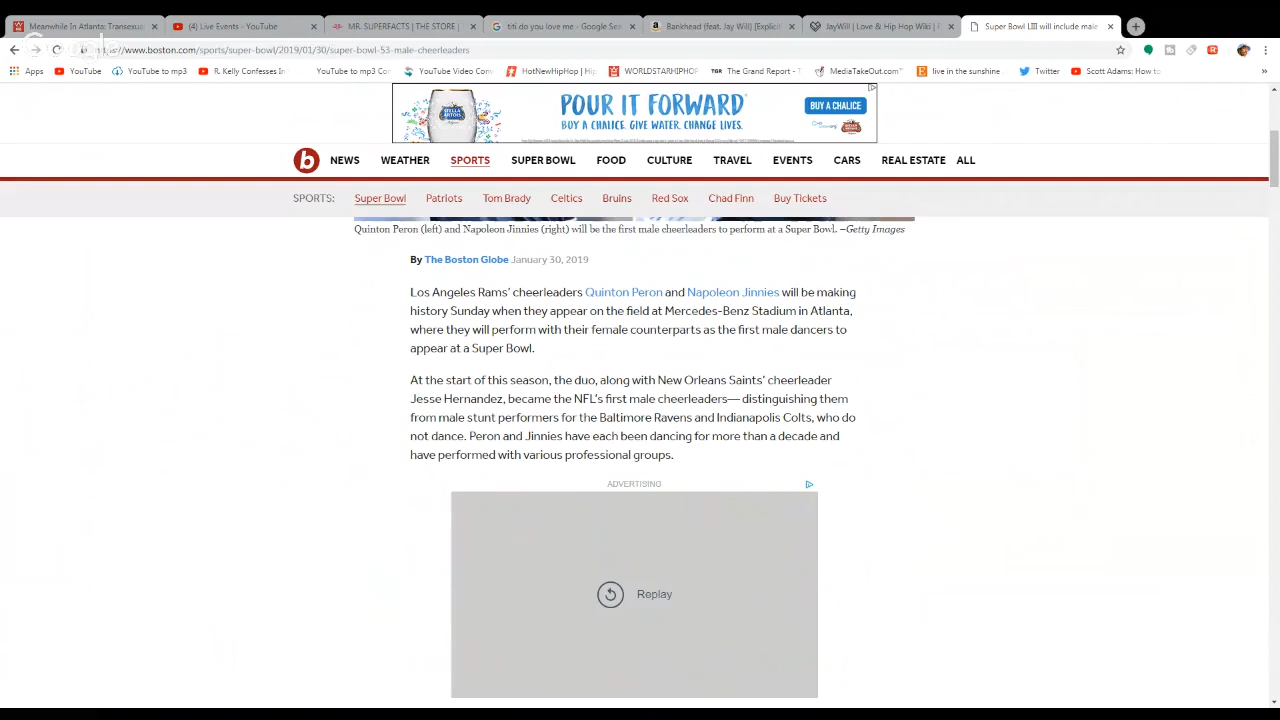 Meanwhile In Atlanta: Transexual
(4) Live Events - YouTube
MR. SUPERFACTS | THE STORE |
titi do you love me - Google Sea
Bankhead (feat. Jay Will) [Explicit
JayWill | Love & Hip Hop Wiki |
Super Bowl LIII will include male
www.boston.com/sports/super-bowl/2019/01/30/super-bowl-53-male-cheerleaders
Apps
YouTube
YouTube to mp3
R. Kelly Confesses In
YouTube to mp3 Con
YouTube Video Conv
HotNewHipHop | Hip
WORLDSTARHIPHOP
TGR
The Grand Report - T
MediaTakeOut.com™
live in the sunshine
Twitter
Scott Adams: How to
STELLA ARTOIS
POUR IT FORWARD
BUY A CHALICE. GIVE WATER. CHANGE LIVES.
BUY A CHALICE
b NEWS WEATHER SPORTS SUPER BOWL FOOD CULTURE TRAVEL EVENTS CARS REAL ESTATE ALL
SPORTS: Super Bowl Patriots Tom Brady Celtics Bruins Red Sox Chad Finn Buy Tickets
Quinton Peron (left) and Napoleon Jinnies (right) will be the first male cheerleaders to perform at a Super Bowl. –Getty Images
By The Boston Globe January 30, 2019
Los Angeles Rams’ cheerleaders Quinton Peron and Napoleon Jinnies will be making
history Sunday when they appear on the field at Mercedes-Benz Stadium in Atlanta,
where they will perform with their female counterparts as the first male dancers to
appear at a Super Bowl.
At the start of this season, the duo, along with New Orleans Saints’ cheerleader
Jesse Hernandez, became the NFL’s first male cheerleaders— distinguishing them
from male stunt performers for the Baltimore Ravens and Indianapolis Colts, who do
not dance. Peron and Jinnies have each been dancing for more than a decade and
have performed with various professional groups.
ADVERTISING
Replay